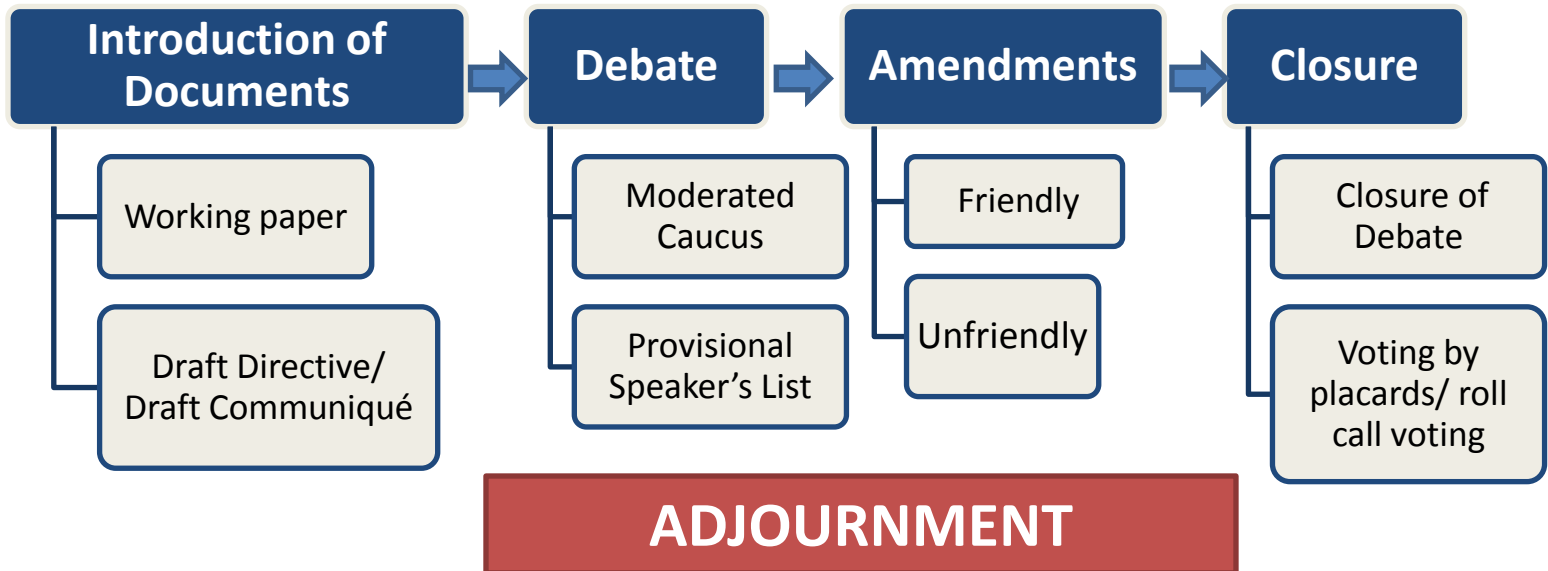 Introduction of
Documents
Working paper
Draft Directive/
Draft Communiqué
Debate
Moderated
Caucus
Provisional
Speaker’s List
Amendments
Friendly
Unfriendly
Closure
Closure of
Debate
Voting by
placards/ roll
call voting
ADJOURNMENT